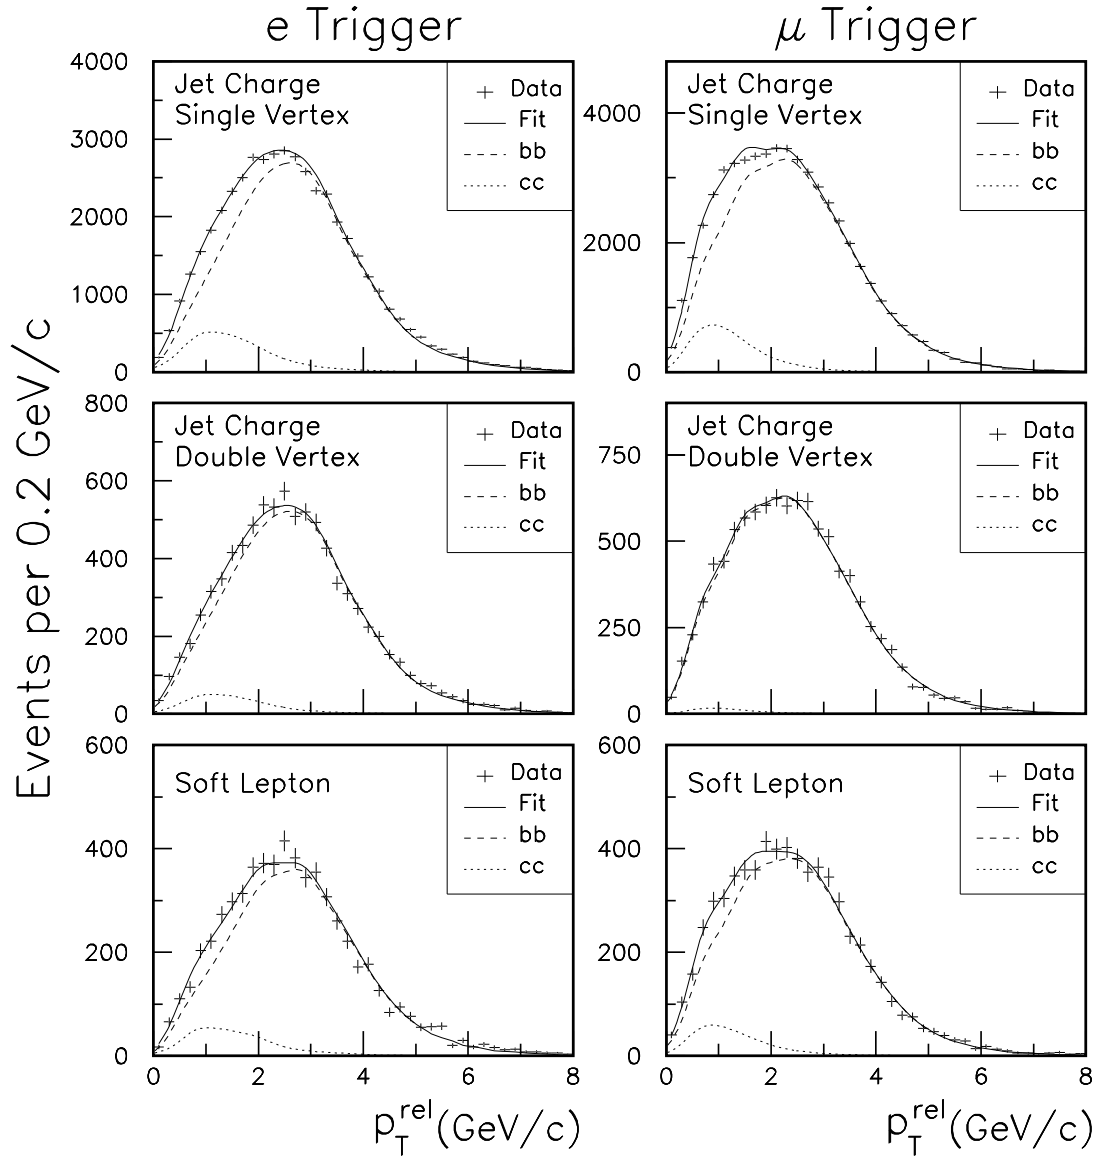 e Trigger
μ Trigger
Events per 0.2 GeV/c
4000
3000
2000
1000
0
Jet Charge
Single Vertex
Data
Fit
bb
cc
4000
2000
0
Jet Charge
Single Vertex
Data
Fit
bb
cc
800
600
400
200
0
Jet Charge
Double Vertex
Data
Fit
bb
cc
750
500
250
0
Jet Charge
Double Vertex
Data
Fit
bb
cc
600
400
200
0
Soft Lepton
Data
Fit
bb
cc
0 2 4 6 8
p_T^rel(GeV/c)
600
400
200
0
Soft Lepton
Data
Fit
bb
cc
0 2 4 6 8
p_T^rel(GeV/c)